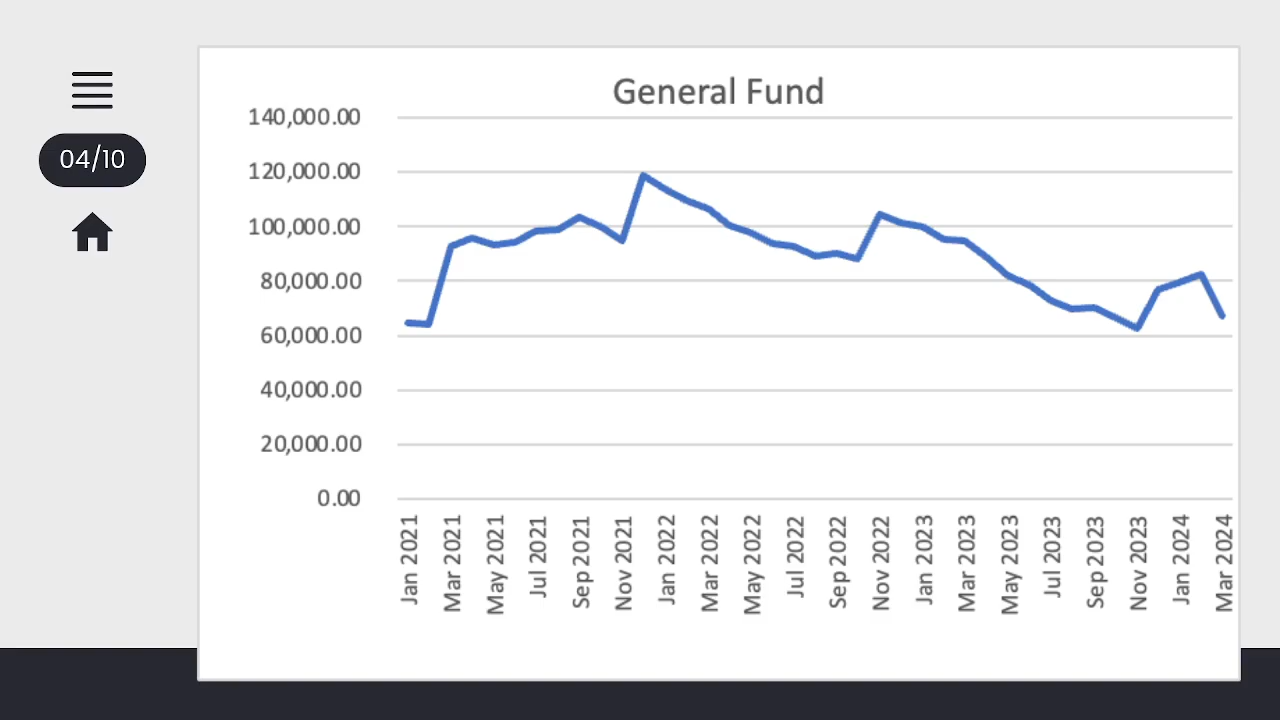 04/10
General Fund
140,000.00
120,000.00
100,000.00
80,000.00
60,000.00
40,000.00
20,000.00
0.00
Jan 2021
Mar 2021
May 2021
Jul 2021
Sep 2021
Nov 2021
Jan 2022
Mar 2022
May 2022
Jul 2022
Sep 2022
Nov 2022
Jan 2023
Mar 2023
May 2023
Jul 2023
Sep 2023
Nov 2023
Jan 2024
Mar 2024